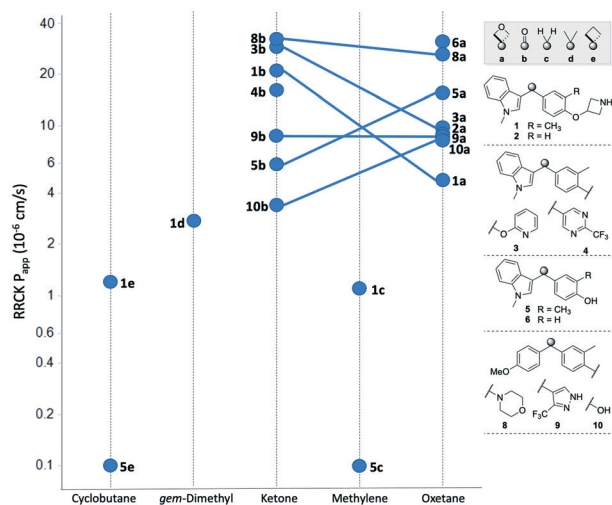 RRCK Papp (10-6 cm/s)
40
20
10
6
4
2
1
0.6
0.4
0.2
0.1
8b
3b
1b
4b
9b
5b
10b
1d
1e
5e
1c
5c
6a
8a
5a
3a
2a
9a
10a
1a
Cyclobutane
gem-Dimethyl
Ketone
Methylene
Oxetane
O
O
H H
a b c d e
R
NH
N
O
1 R = CH3
2 R = H
N
O
N
N
N
CF3
3 4
R
N
OH
5 R = CH3
6 R = H
MeO
N
O
NH
N
F3C
OH
8 9 10